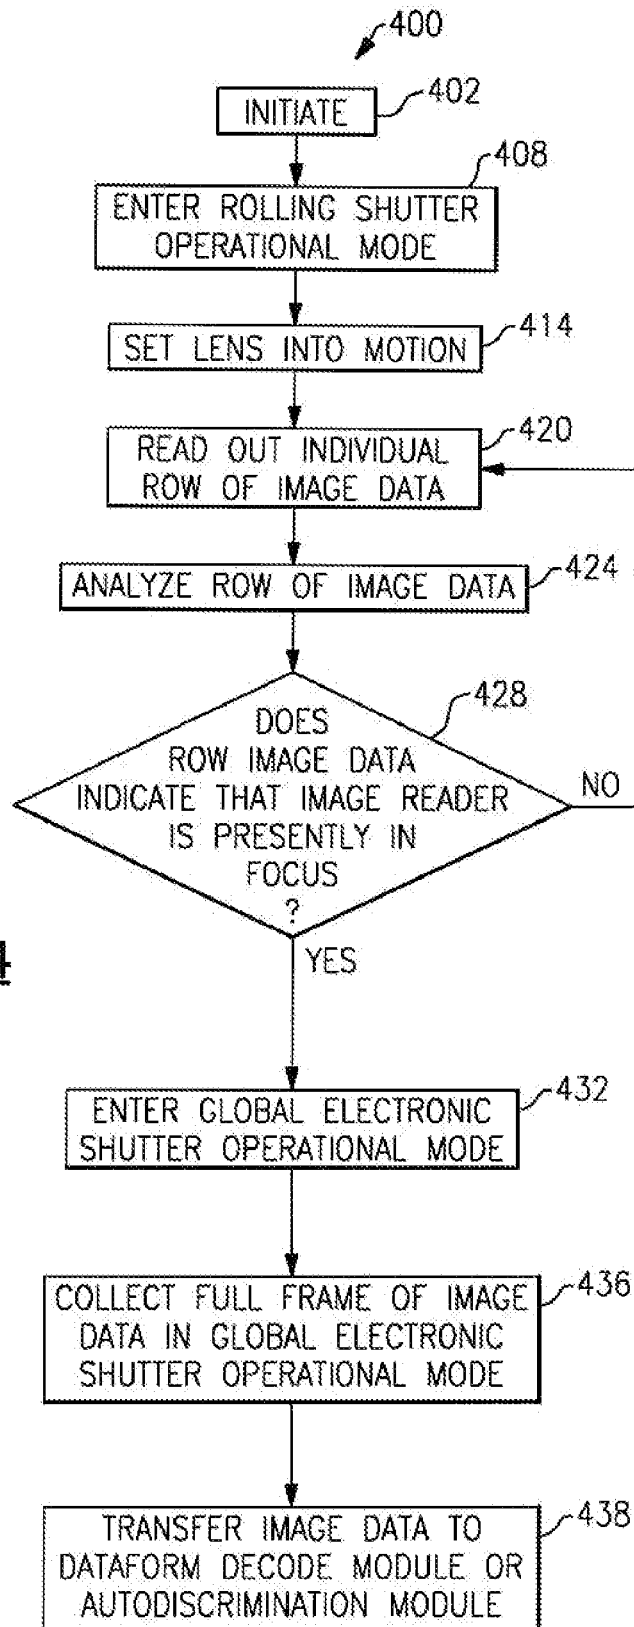 400
402
INITIATE
408
ENTER ROLLING SHUTTER
OPERATIONAL MODE
414
SET LENS INTO MOTION
420
READ OUT INDIVIDUAL
ROW OF IMAGE DATA
424
ANALYZE ROW OF IMAGE DATA
428
DOES
ROW IMAGE DATA
INDICATE THAT IMAGE READER
IS PRESENTLY IN
FOCUS
?
NO
YES
432
ENTER GLOBAL ELECTRONIC
SHUTTER OPERATIONAL MODE
436
COLLECT FULL FRAME OF IMAGE
DATA IN GLOBAL ELECTRONIC
SHUTTER OPERATIONAL MODE
438
TRANSFER IMAGE DATA TO
DATAFORM DECODE MODULE OR
AUTODISCRIMINATION MODULE